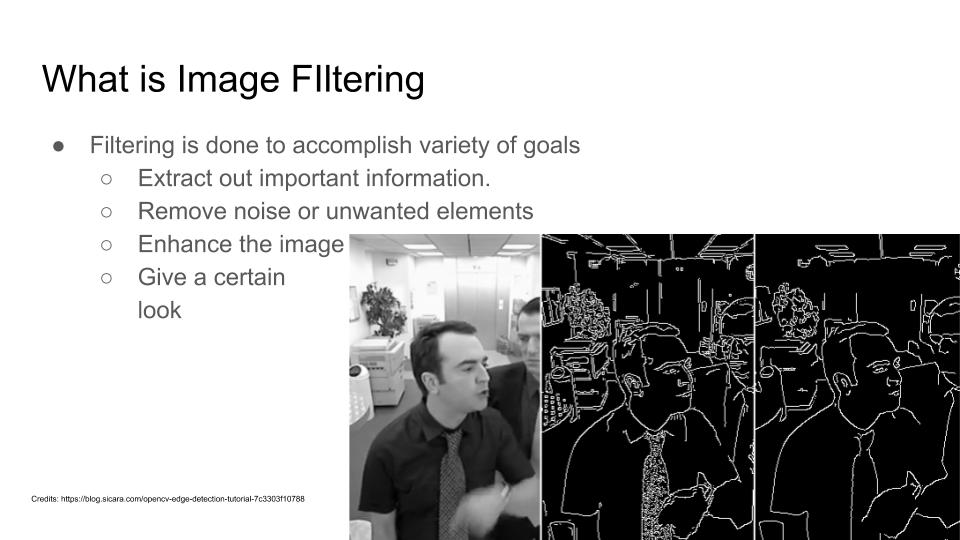 What is Image FIltering
● Filtering is done to accomplish variety of goals
○ Extract out important information.
○ Remove noise or unwanted elements
○ Enhance the image
○ Give a certain
look
Credits: https://blog.sicara.com/opencv-edge-detection-tutorial-7c3303f10788